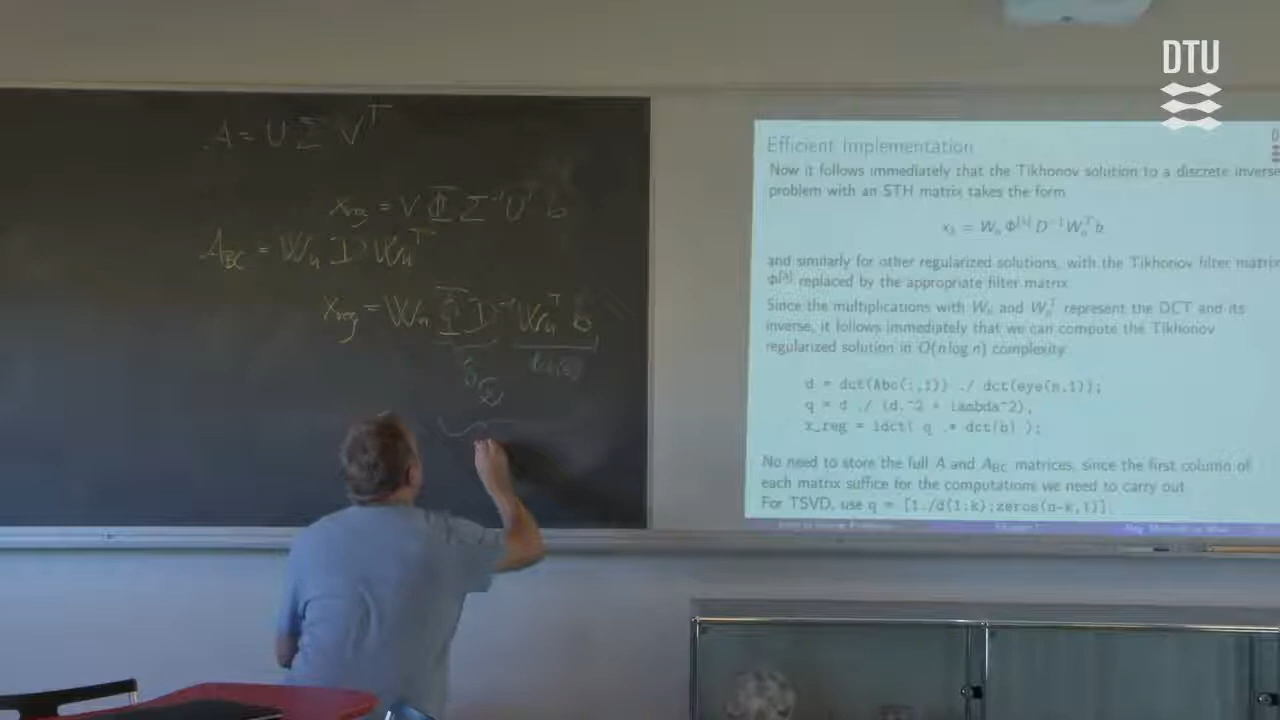 DTU
A = U Σ V^T
x_reg = V Φ Σ^-1 U^T b
A_BC = W_n D W_n^T
x_reg = W_n Φ D^-1 W_n^T b
Efficient Implementation
Now it follows immediately that the Tikhonov solution to a discrete inverse
problem with an STH matrix takes the form
x_λ = W_n Φ^[λ] D^-1 W_n^T b
and similarly for other regularized solutions, with the Tikhonov filter matrix
Φ^[λ] replaced by the appropriate filter matrix.
Since the multiplications with W_n and W_n^T represent the DCT and its
inverse, it follows immediately that we can compute the Tikhonov
regularized solution in O(n log n) complexity:
d = dct(Abc(:,1)) ./ dct(eye(n,1));
q = d ./ (d.^2 + lambda^2);
x_reg = idct( q .* dct(b) );
No need to store the full A and A_BC matrices, since the first column of
each matrix suffice for the computations we need to carry out.
For TSVD, use q = [1./d(1:k);zeros(n-k,1)].